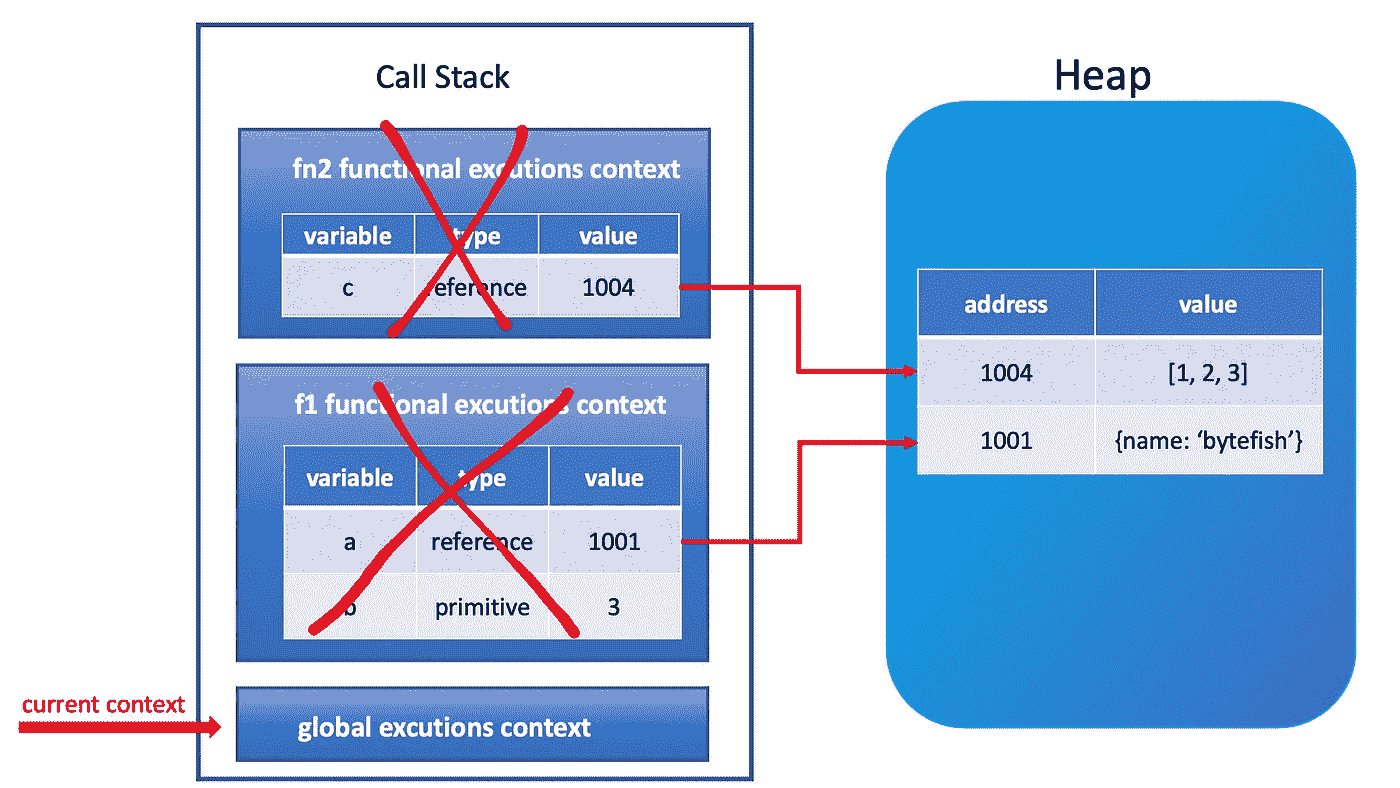 Call Stack
fn2 functional excutions context
variable type value
c reference 1004
f1 functional excutions context
variable type value
a reference 1001
b primitive 3
current context
global excutions context
Heap
address value
1004 [1, 2, 3]
1001 {name: ‘bytefish’}